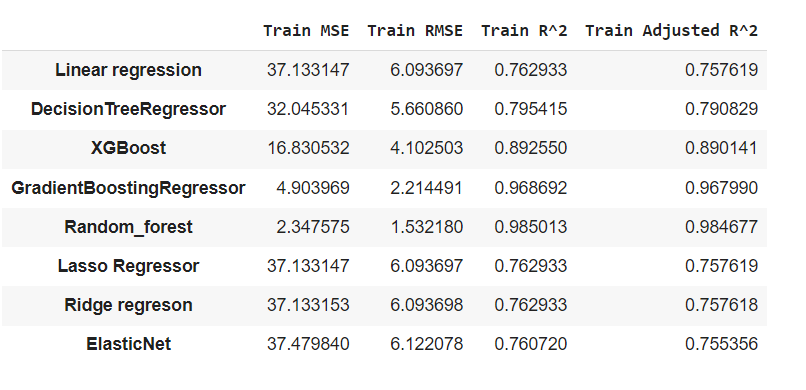 Train MSE Train RMSE Train R^2 Train Adjusted R^2
Linear regression 37.133147 6.093697 0.762933 0.757619
DecisionTreeRegressor 32.045331 5.660860 0.795415 0.790829
XGBoost 16.830532 4.102503 0.892550 0.890141
GradientBoostingRegressor 4.903969 2.214491 0.968692 0.967990
Random_forest 2.347575 1.532180 0.985013 0.984677
Lasso Regressor 37.133147 6.093697 0.762933 0.757619
Ridge regreson 37.133153 6.093698 0.762933 0.757618
ElasticNet 37.479840 6.122078 0.760720 0.755356